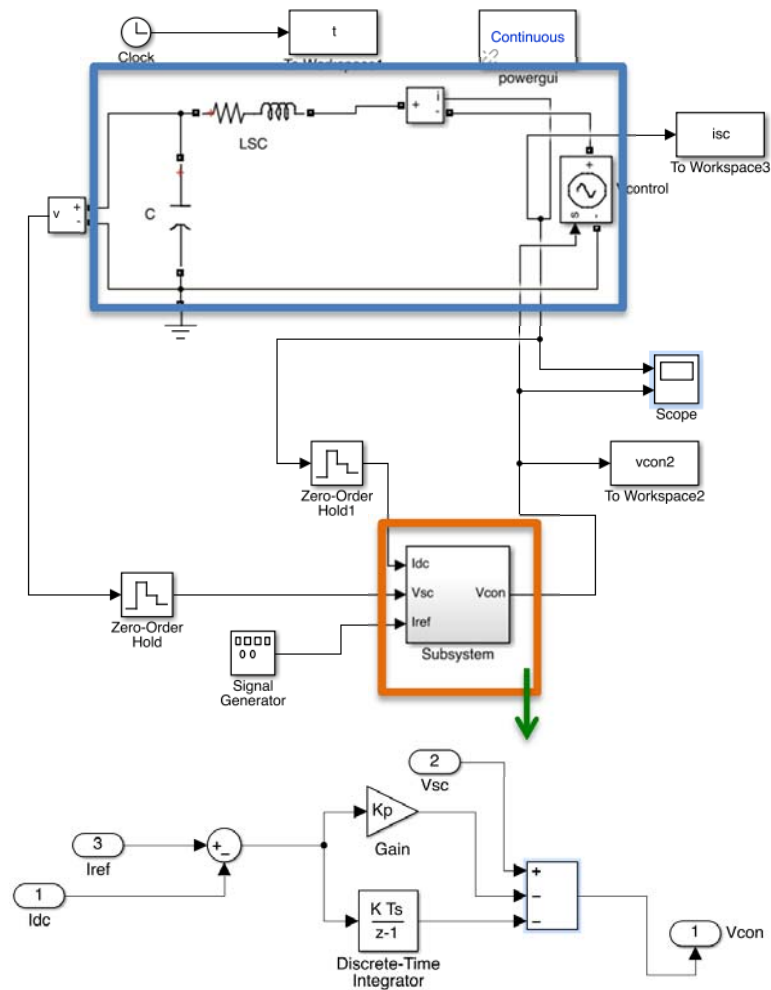 t
Continuous
Clock
To Workspace1
powergui
+
i
-
LSC
isc
To Workspace3
v
+
-
C
+
s
-
Vcontrol
Scope
vcon2
To Workspace2
Zero-Order
Hold1
Idc
Vsc
Vcon
Iref
Subsystem
Zero-Order
Hold
Signal
Generator
2
Vsc
Kp
Gain
3
Iref
+
-
1
Idc
K Ts
z-1
Discrete-Time
Integrator
+
-
-
1
Vcon